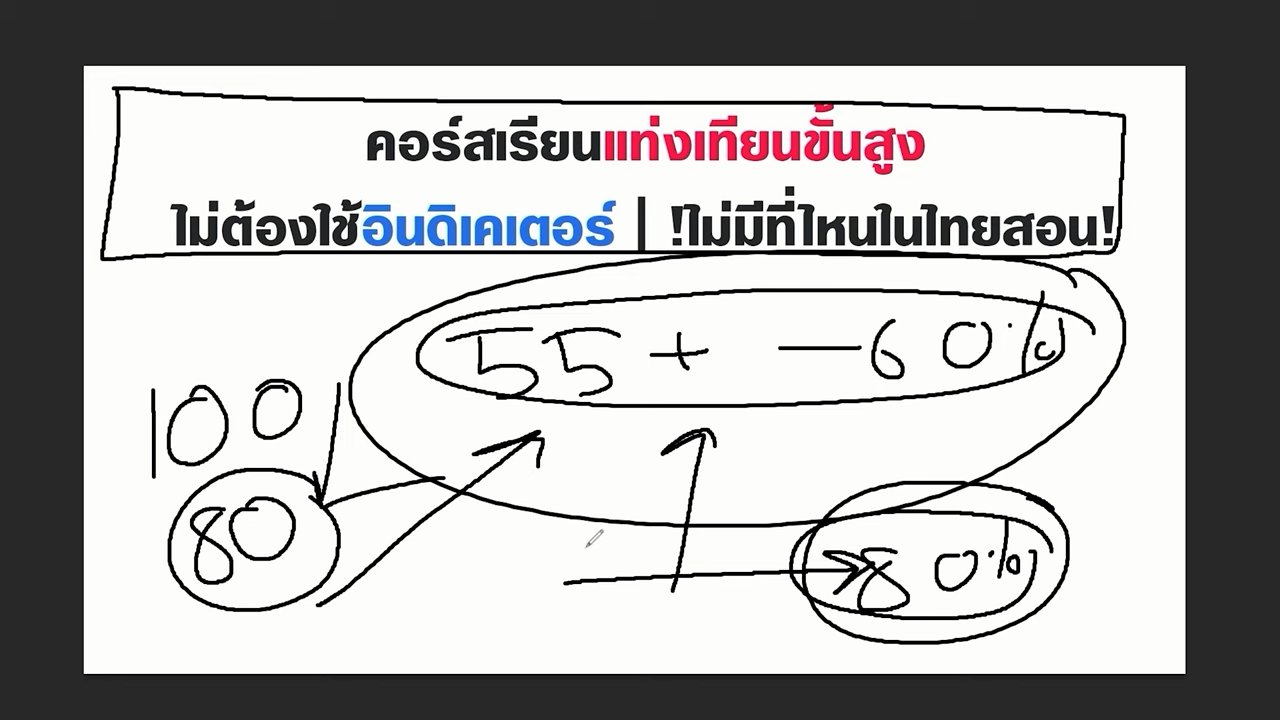 คอร์สเรียนแท่งเทียนขั้นสูง
ไม่ต้องใช้อินดิเคเตอร์ | !ไม่มีที่ไหนในไทยสอน!
55 + - 60%
100
80
80%